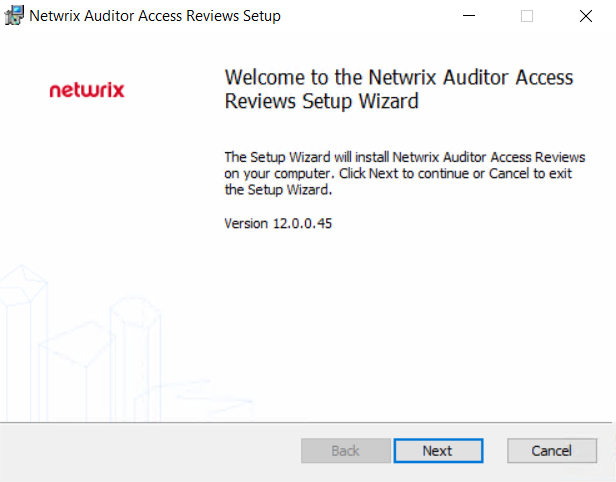 Netwrix Auditor Access Reviews Setup
netwrix
Welcome to the Netwrix Auditor Access
Reviews Setup Wizard
The Setup Wizard will install Netwrix Auditor Access Reviews
on your computer. Click Next to continue or Cancel to exit
the Setup Wizard.
Version 12.0.0.45
Back
Next
Cancel